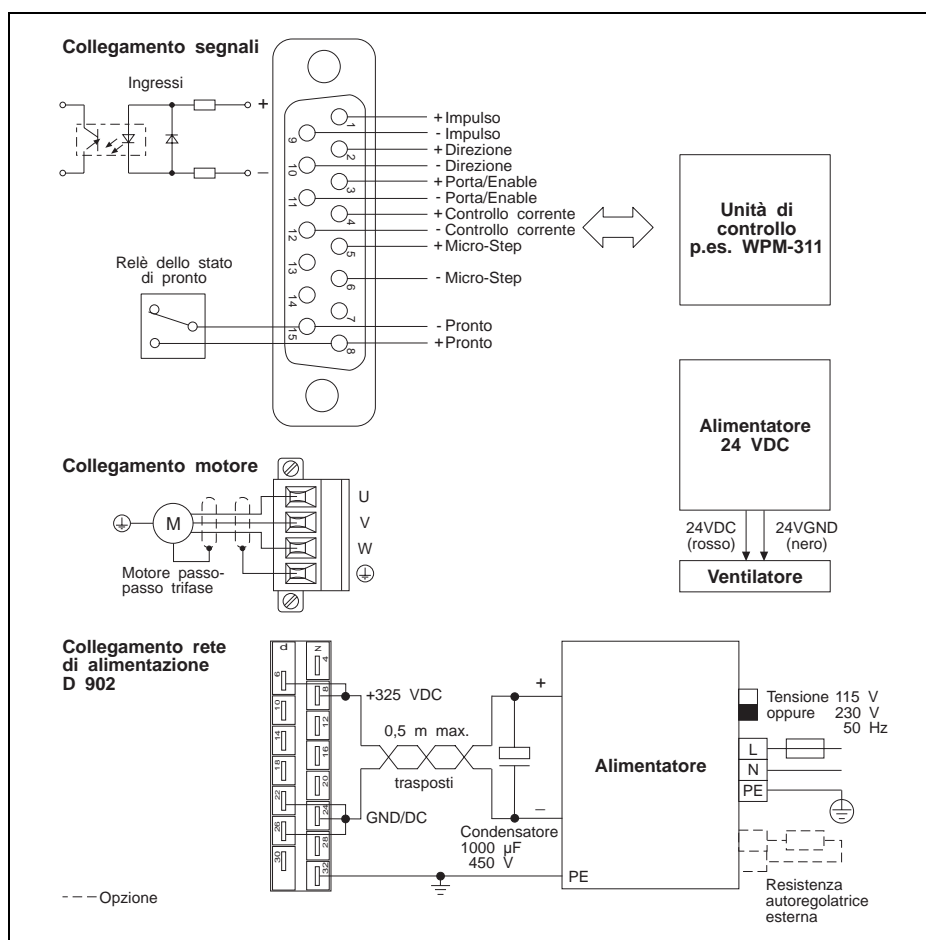 Collegamento segnali
Ingressi
+
–
1
9
2
10
3
11
4
12
5
13
6
14
7
15
8
+ Impulso
- Impulso
+ Direzione
- Direzione
+ Porta/Enable
- Porta/Enable
+ Controllo corrente
- Controllo corrente
+ Micro-Step
- Micro-Step
- Pronto
+ Pronto
Relè dello stato
di pronto
Unità di
controllo
p.es. WPM-311
Alimentatore
24 VDC
24VDC
(rosso)
24VGND
(nero)
Ventilatore
Collegamento motore
M
U
V
W
Motore passo-
passo trifase
Collegamento rete
di alimentazione
D 902
d
6
10
14
18
22
26
30
z
4
8
12
16
20
24
28
32
+325 VDC
0,5 m max.
trasposti
GND/DC
+
–
Condensatore
1000 µF
450 V
Alimentatore
PE
Tensione 115 V
oppure 230 V
50 Hz
L
N
PE
Resistenza
autoregolatrice
esterna
--- Opzione